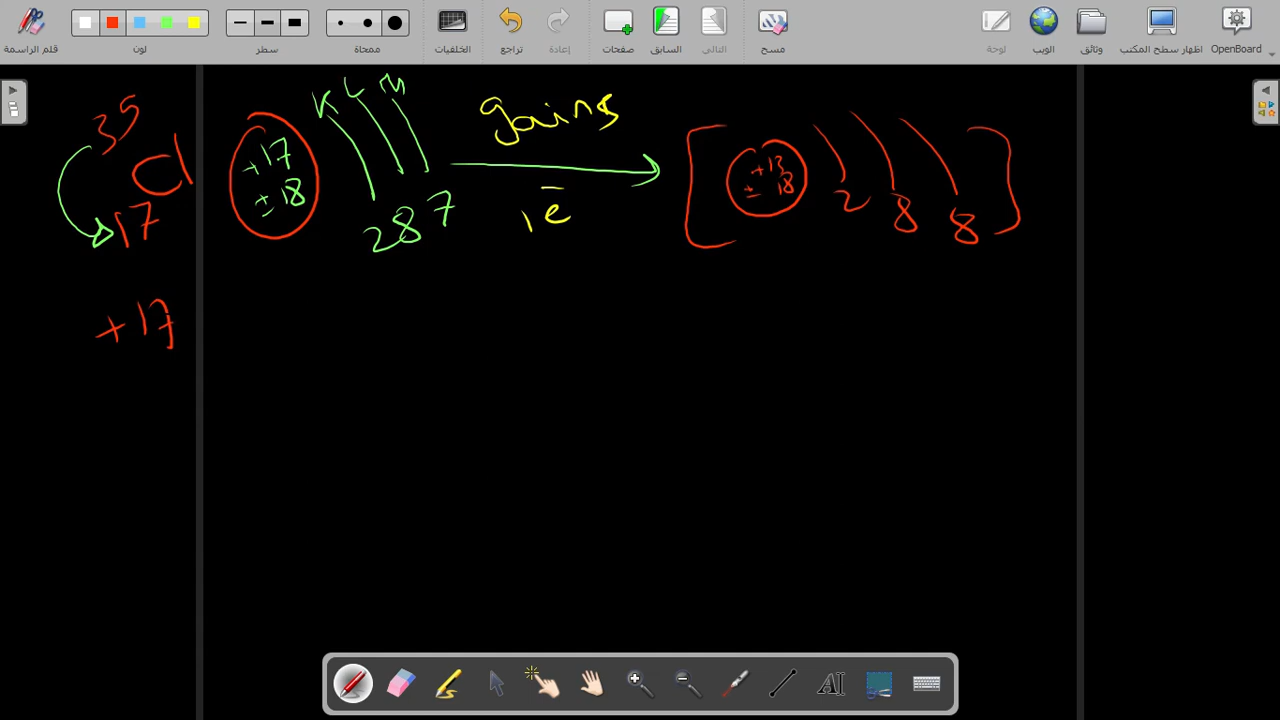 قلم الراسمة
لون
سطر
ممحاة
الخلفيات
تراجع
إعادة
صفحات
السابق
التالى
مسح
لوحة
الويب
وثائق
اظهار سطح المكتب
OpenBoard
K L M
gains
35
Cl
17
+17
±18
2 8 7
1e⁻
+17
± 18
2 8 8
+17